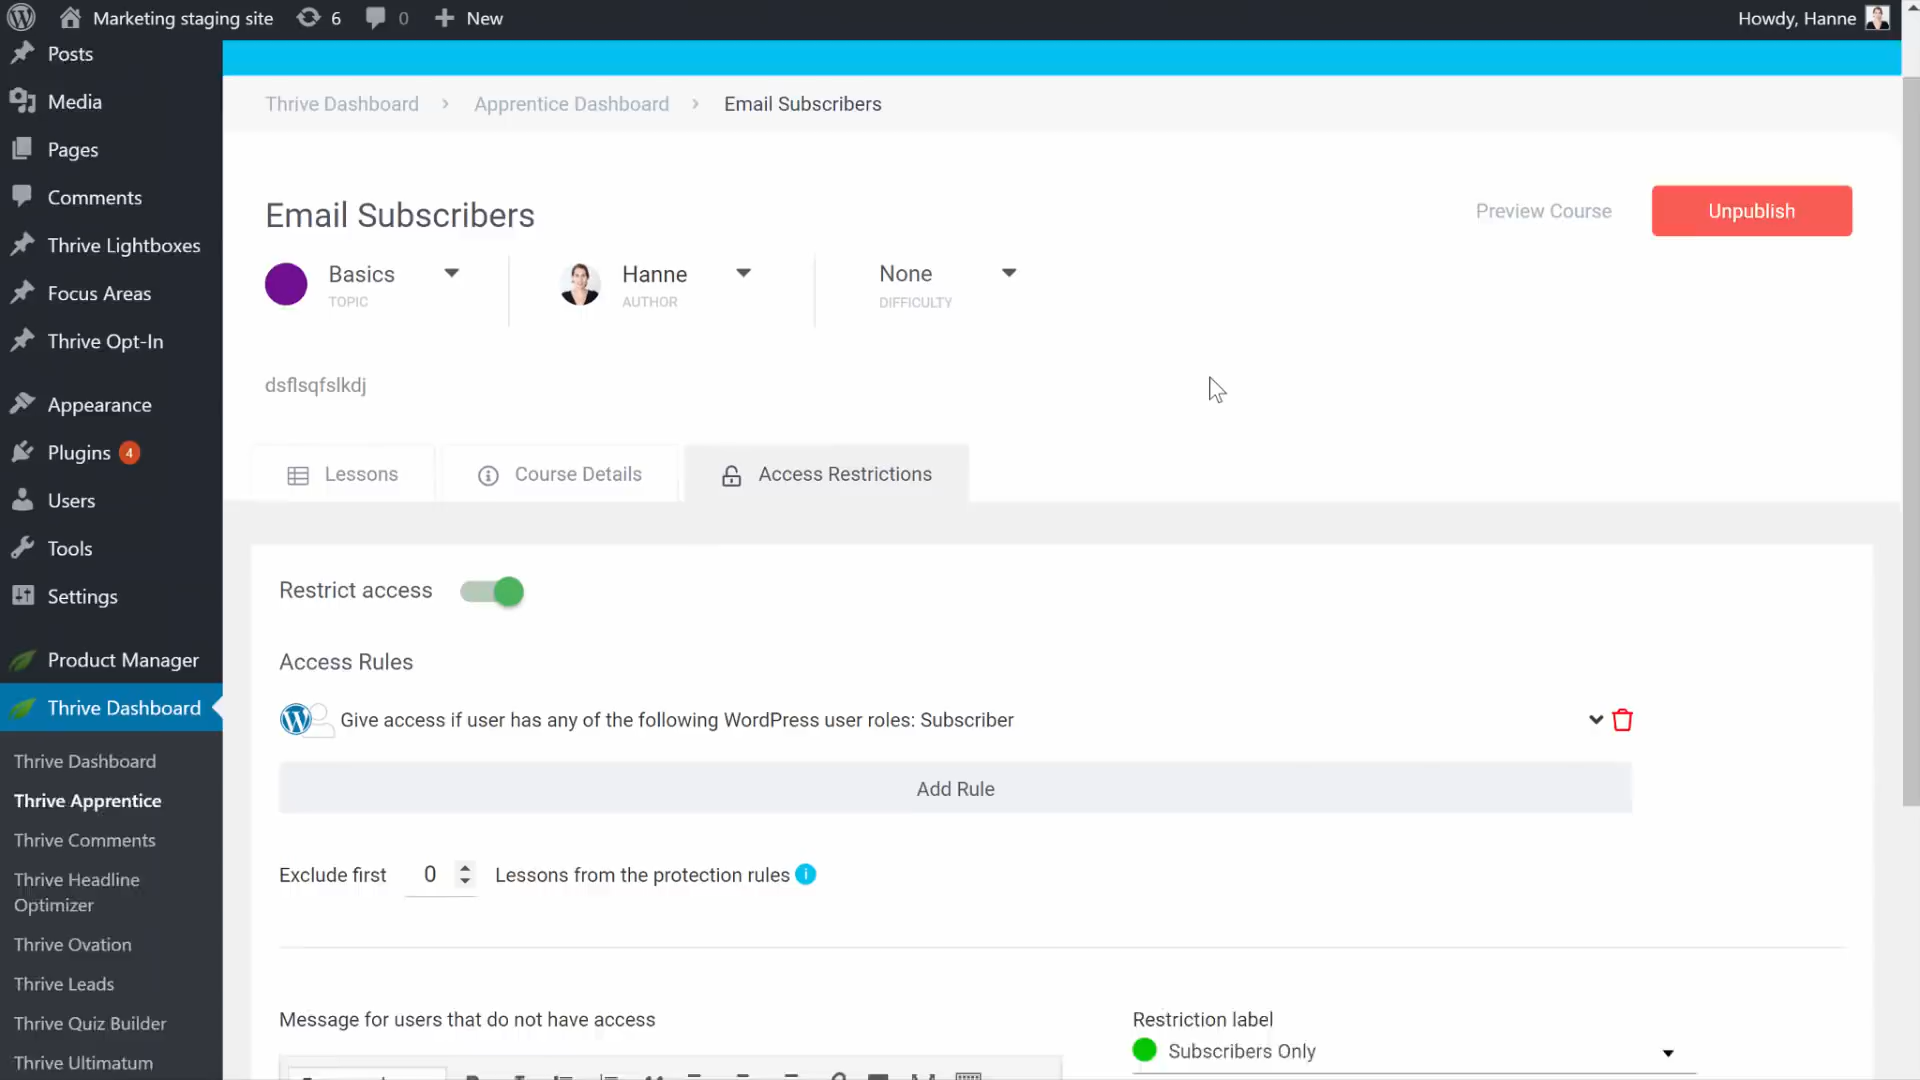 Marketing staging site
6
0
New
Howdy, Hanne
Posts
Media
Pages
Comments
Thrive Lightboxes
Focus Areas
Thrive Opt-In
Appearance
Plugins 4
Users
Tools
Settings
Product Manager
Thrive Dashboard
Thrive Dashboard
Thrive Apprentice
Thrive Comments
Thrive Headline
Optimizer
Thrive Ovation
Thrive Leads
Thrive Quiz Builder
Thrive Ultimatum
Thrive Dashboard > Apprentice Dashboard > Email Subscribers
Email Subscribers
Preview Course
Unpublish
Basics
TOPIC
Hanne
AUTHOR
None
DIFFICULTY
dsflsqfslkdj
Lessons
Course Details
Access Restrictions
Restrict access
Access Rules
Give access if user has any of the following WordPress user roles: Subscriber
Add Rule
Exclude first 0 Lessons from the protection rules
Message for users that do not have access
Restriction label
Subscribers Only